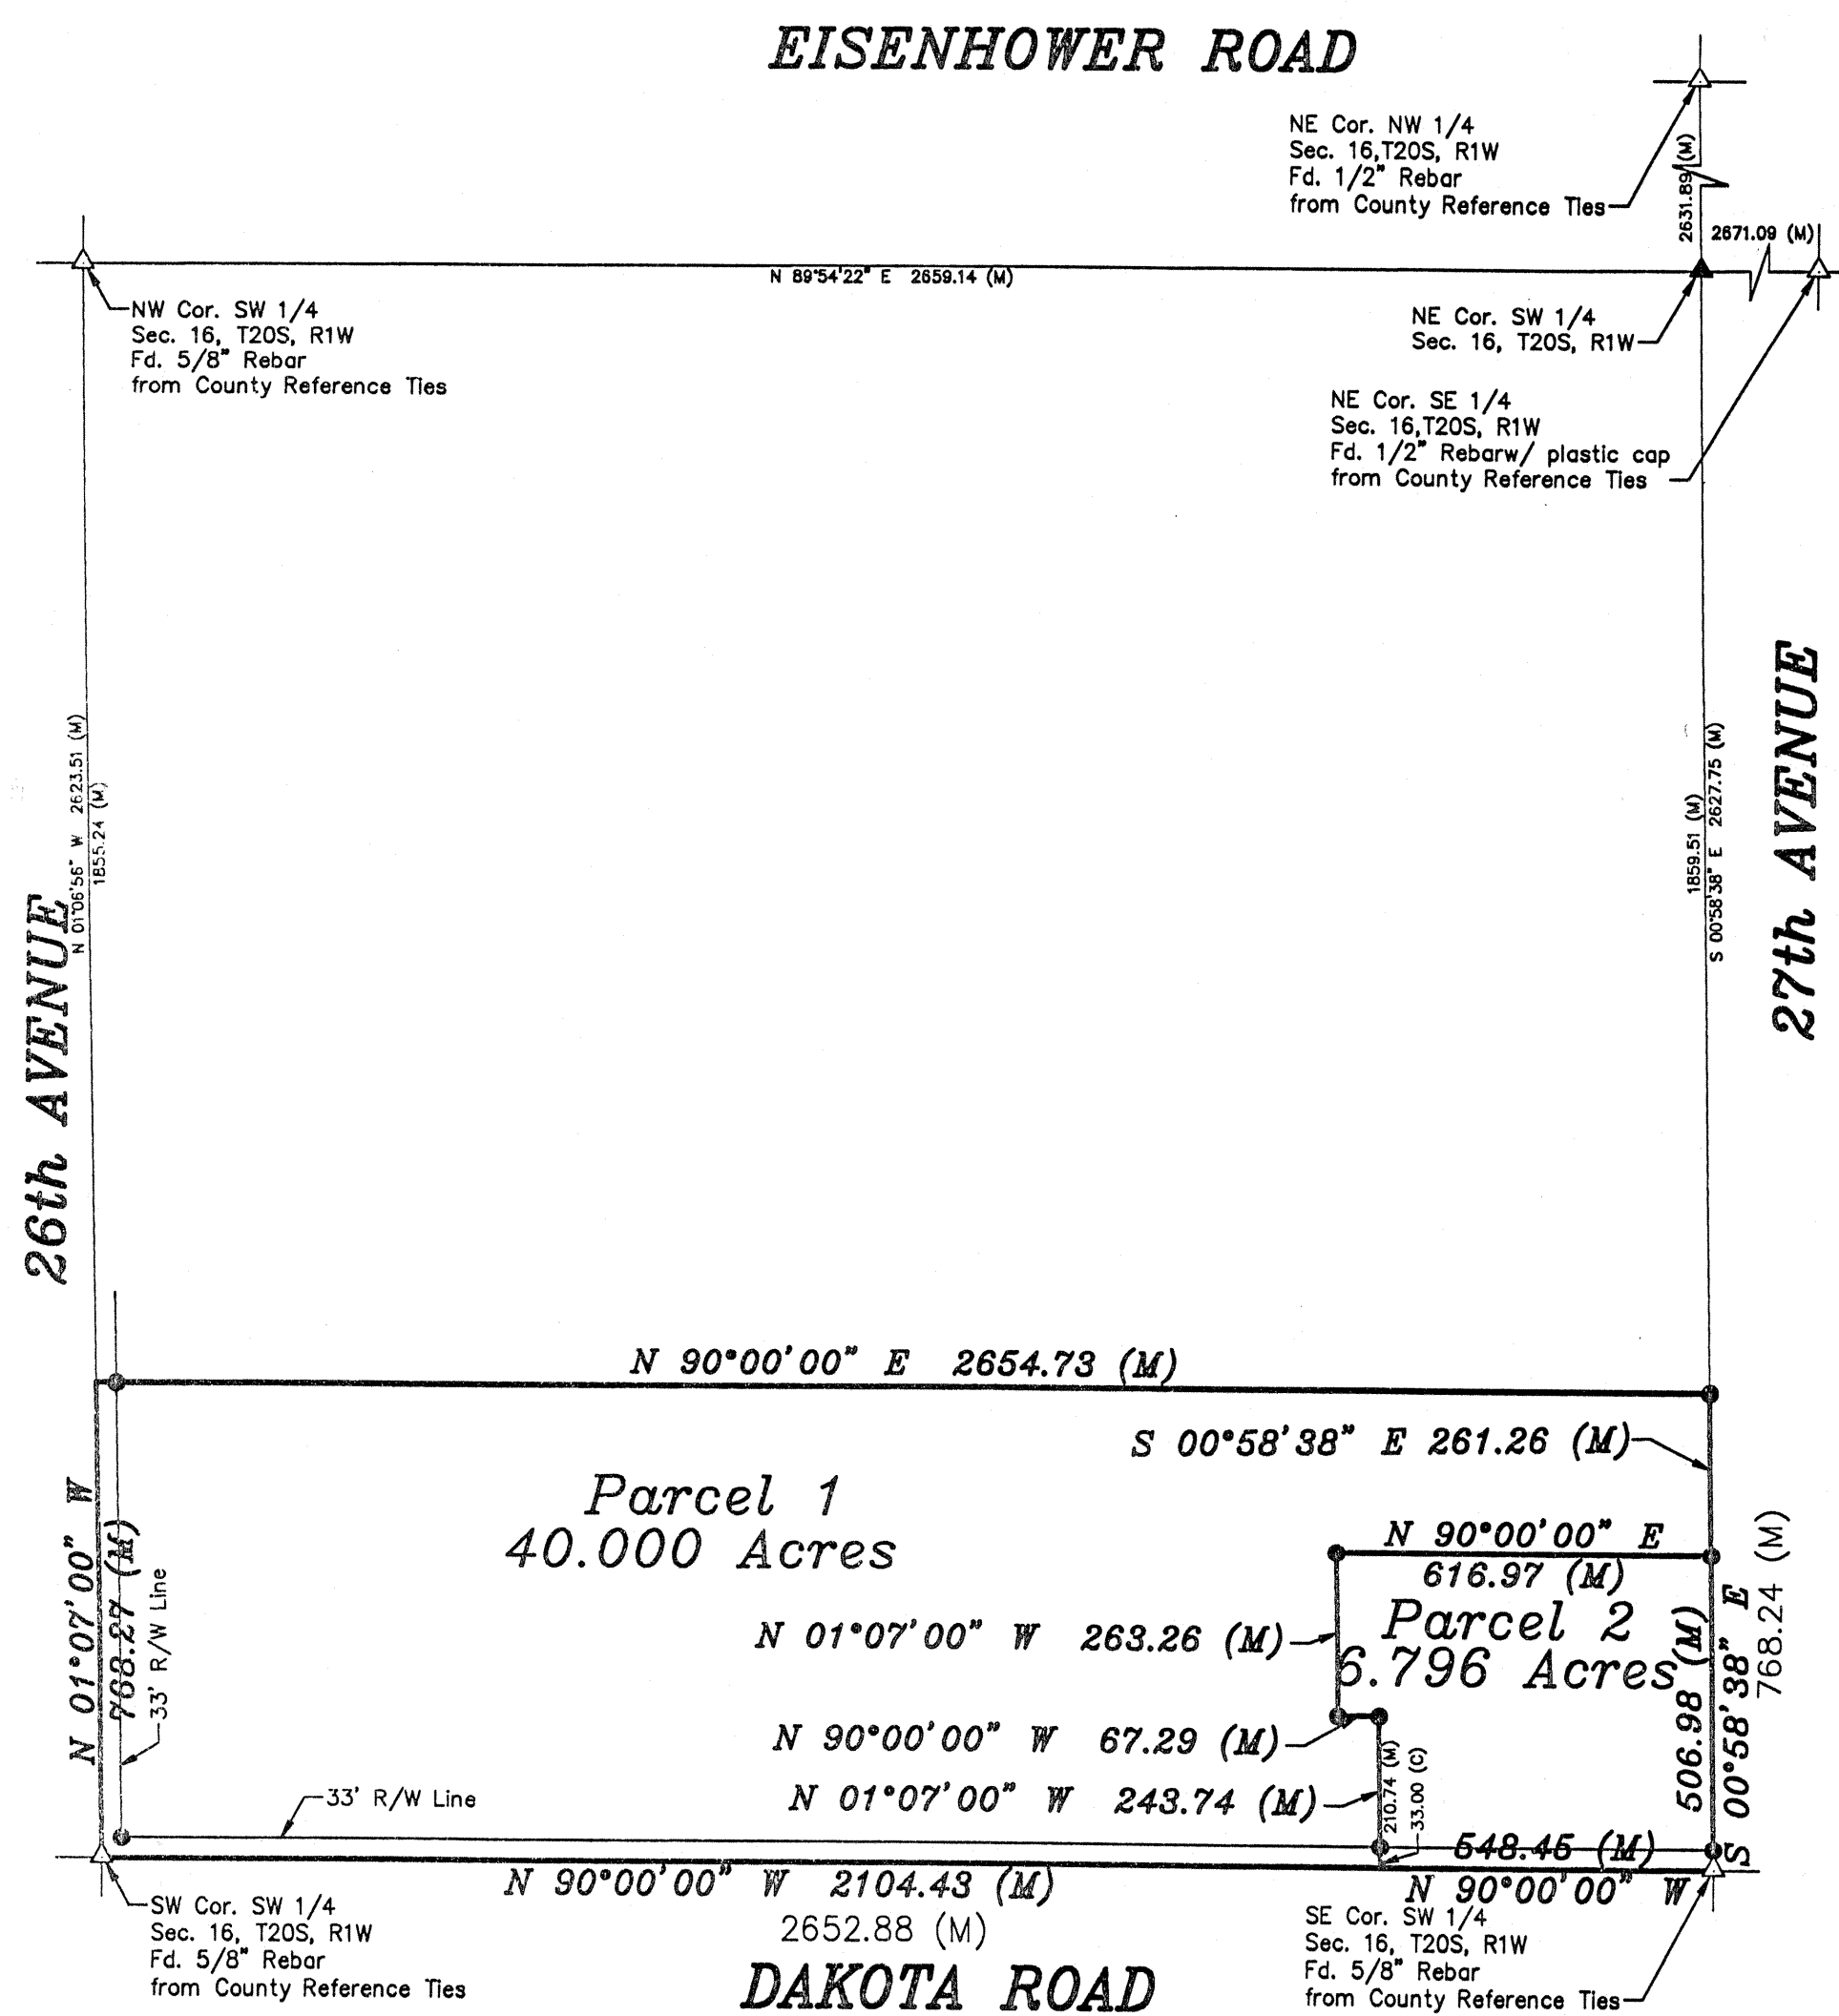 EISENHOWER ROAD
NE Cor. NW 1/4
Sec. 16,T20S, R1W
Fd. 1/2" Rebar
from County Reference Ties
2631.89 (M)
2671.09 (M)
N 89°54'22" E 2659.14 (M)
NW Cor. SW 1/4
Sec. 16, T20S, R1W
Fd. 5/8" Rebar
from County Reference Ties
NE Cor. SW 1/4
Sec. 16, T20S, R1W
NE Cor. SE 1/4
Sec. 16,T20S, R1W
Fd. 1/2" Rebarw/ plastic cap
from County Reference Ties
26th AVENUE
N 01°06'56" W 2623.51 (M)
1855.24 (M)
1859.51 (M)
S 00°58'38" E 2627.75 (M)
27th AVENUE
N 90°00'00" E 2654.73 (M)
S 00°58'38" E 261.26 (M)
Parcel 1
40.000 Acres
N 01°07'00" W
768.27 (M)
33' R/W Line
N 90°00'00" E
616.97 (M)
Parcel 2
6.796 Acres
N 01°07'00" W 263.26 (M)
N 90°00'00" W 67.29 (M)
N 01°07'00" W 243.74 (M)
210.74 (M)
33.00 (C)
506.98 (M)
S 00°58'38" E
768.24 (M)
33' R/W Line
548.45 (M)
N 90°00'00" W 2104.43 (M)
N 90°00'00" W
2652.88 (M)
SW Cor. SW 1/4
Sec. 16, T20S, R1W
Fd. 5/8" Rebar
from County Reference Ties
SE Cor. SW 1/4
Sec. 16, T20S, R1W
Fd. 5/8" Rebar
from County Reference Ties
DAKOTA ROAD